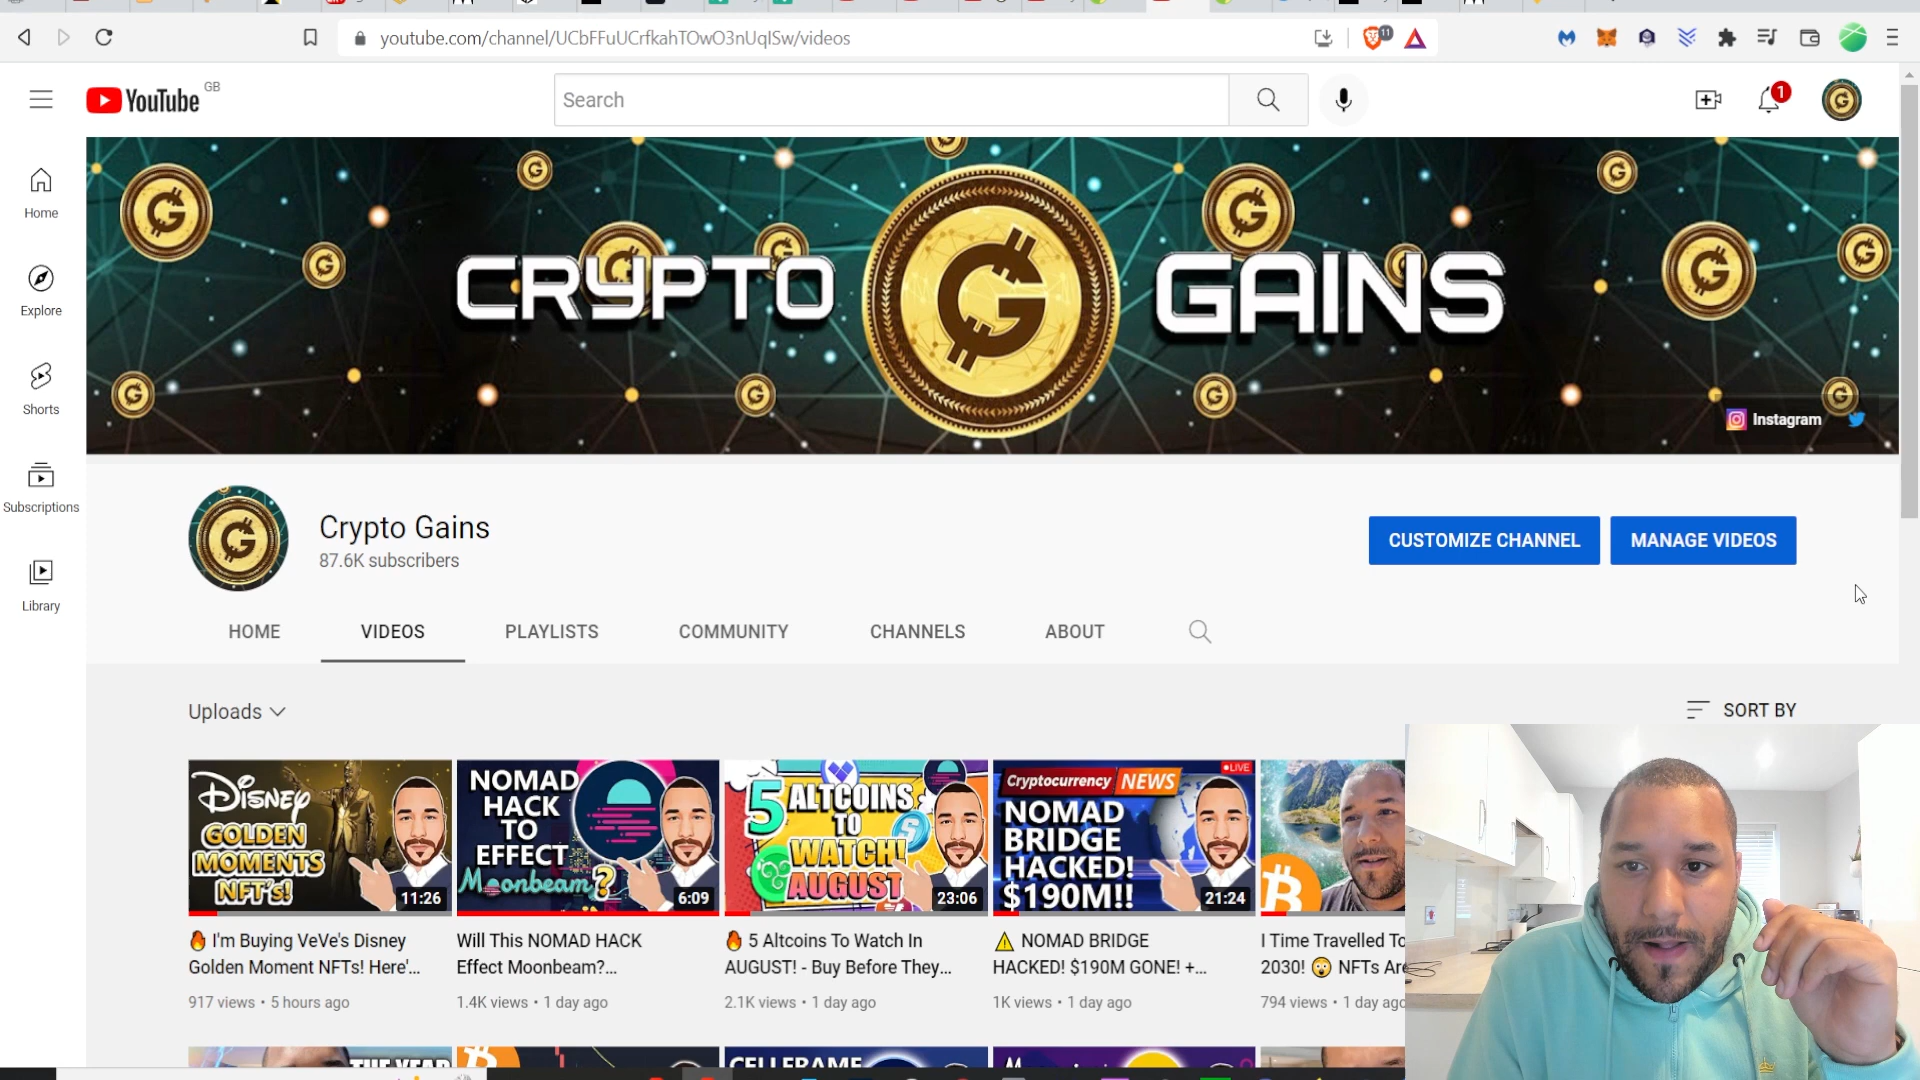 youtube.com/channel/UCbFFuUCrfkahTOwO3nUqISw/videos
11
YouTube GB
Search
1
Home
Explore
Shorts
Subscriptions
Library
CRYPTO G GAINS
Instagram
Crypto Gains
87.6K subscribers
CUSTOMIZE CHANNEL
MANAGE VIDEOS
HOME VIDEOS PLAYLISTS COMMUNITY CHANNELS ABOUT
Uploads
SORT BY
DISNEY
GOLDEN
MOMENTS
NFT's!
11:26
NOMAD
HACK
TO
EFFECT
Moonbeam?
6:09
5 ALTCOINS
TO
WATCH!
AUGUST
23:06
LIVE
Cryptocurrency NEWS
NOMAD
BRIDGE
HACKED!
$190M!!
21:24
🔥 I'm Buying VeVe's Disney
Golden Moment NFTs! Here'...
917 views • 5 hours ago
Will This NOMAD HACK
Effect Moonbeam?...
1.4K views • 1 day ago
🔥 5 Altcoins To Watch In
AUGUST! - Buy Before They...
2.1K views • 1 day ago
⚠ NOMAD BRIDGE
HACKED! $190M GONE! +...
1K views • 1 day ago
I Time Travelled To
2030! 😲 NFTs Are
794 views • 1 day ago
THE YEAR
CELLFRAME